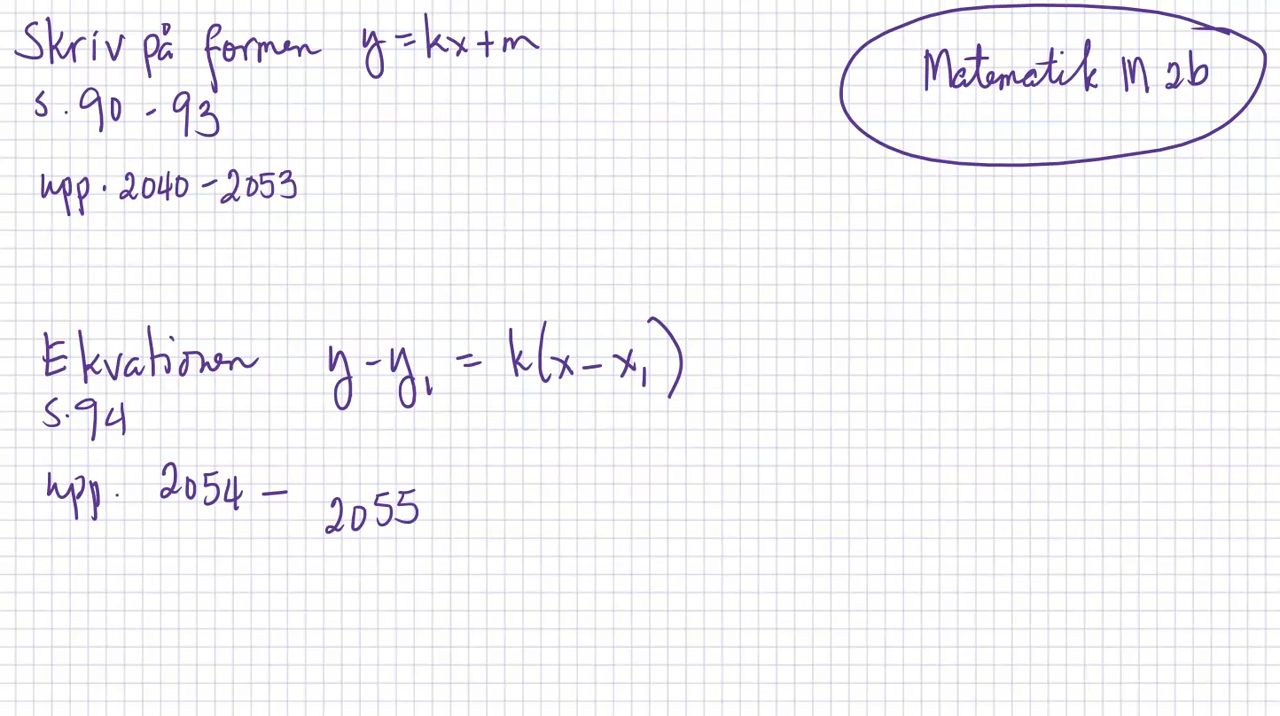 Skriv på formen y = kx + m
Matematik M 2b
s. 90 - 93
upp. 2040 - 2053
Ekvationen y - y₁ = k(x - x₁)
s. 94
upp. 2054 - 2055